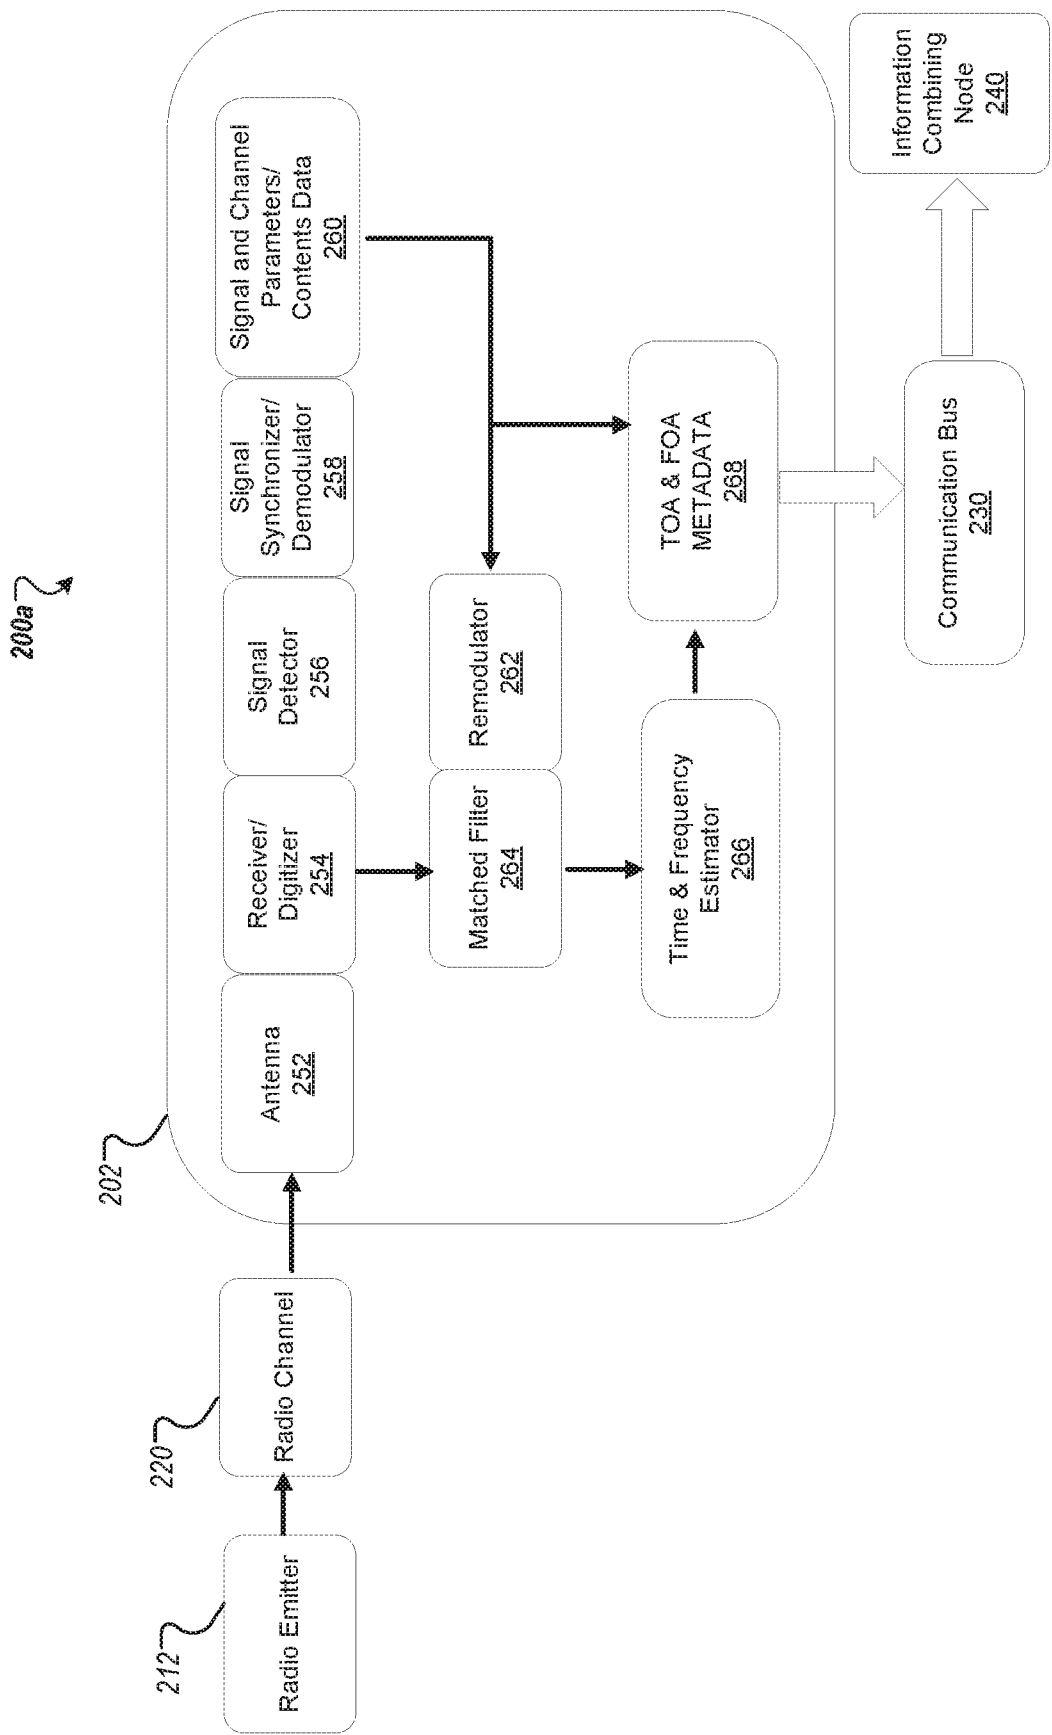 200a
202
212
Radio Emitter
220
Radio Channel
Antenna
252
Receiver/
Digitizer
254
Signal
Detector
256
Signal
Synchronizer/
Demodulator
258
Signal and Channel
Parameters/
Contents Data
260
Matched Filter
264
Remodulator
262
Time & Frequency
Estimator
266
TOA & FOA
METADATA
268
Communication Bus
230
Information
Combining
Node
240